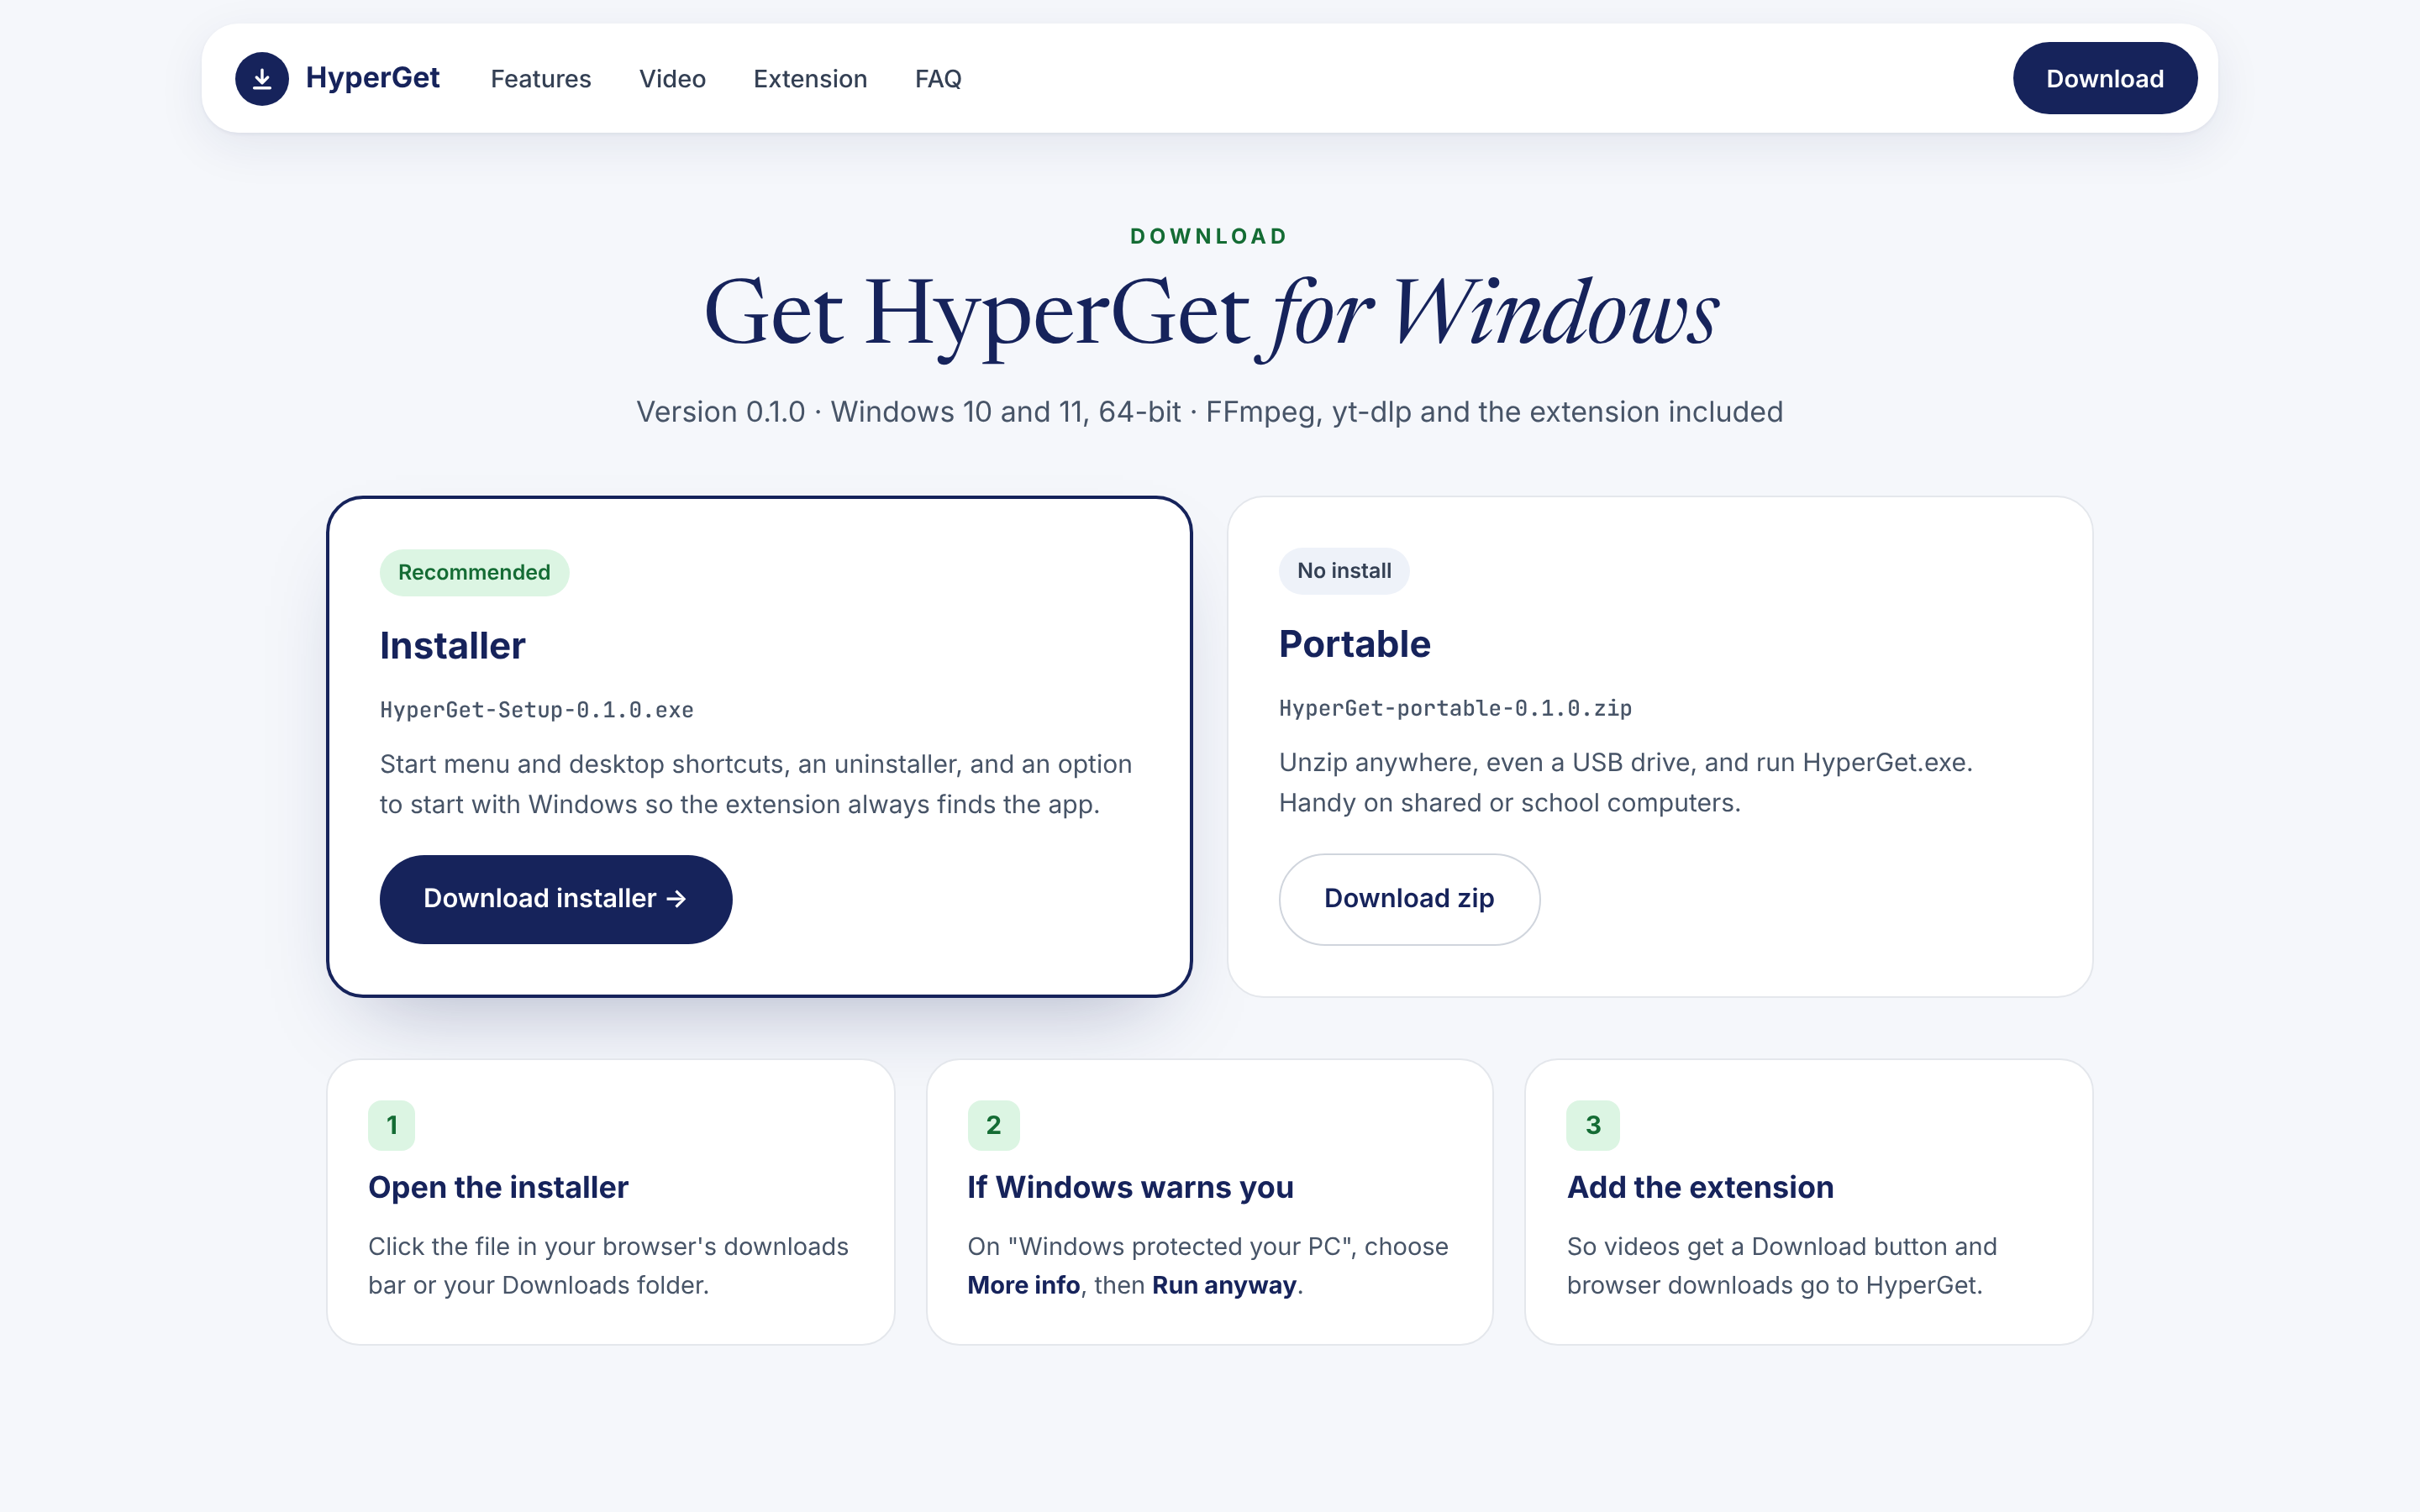 HyperGet
Features
Video
Extension
FAQ
Download
DOWNLOAD
Get HyperGet for Windows
Version 0.1.0 · Windows 10 and 11, 64-bit · FFmpeg, yt-dlp and the extension included
Recommended
Installer
HyperGet-Setup-0.1.0.exe
Start menu and desktop shortcuts, an uninstaller, and an option
to start with Windows so the extension always finds the app.
Download installer →
No install
Portable
HyperGet-portable-0.1.0.zip
Unzip anywhere, even a USB drive, and run HyperGet.exe.
Handy on shared or school computers.
Download zip
1
Open the installer
Click the file in your browser's downloads
bar or your Downloads folder.
2
If Windows warns you
On "Windows protected your PC", choose
More info, then Run anyway.
3
Add the extension
So videos get a Download button and
browser downloads go to HyperGet.